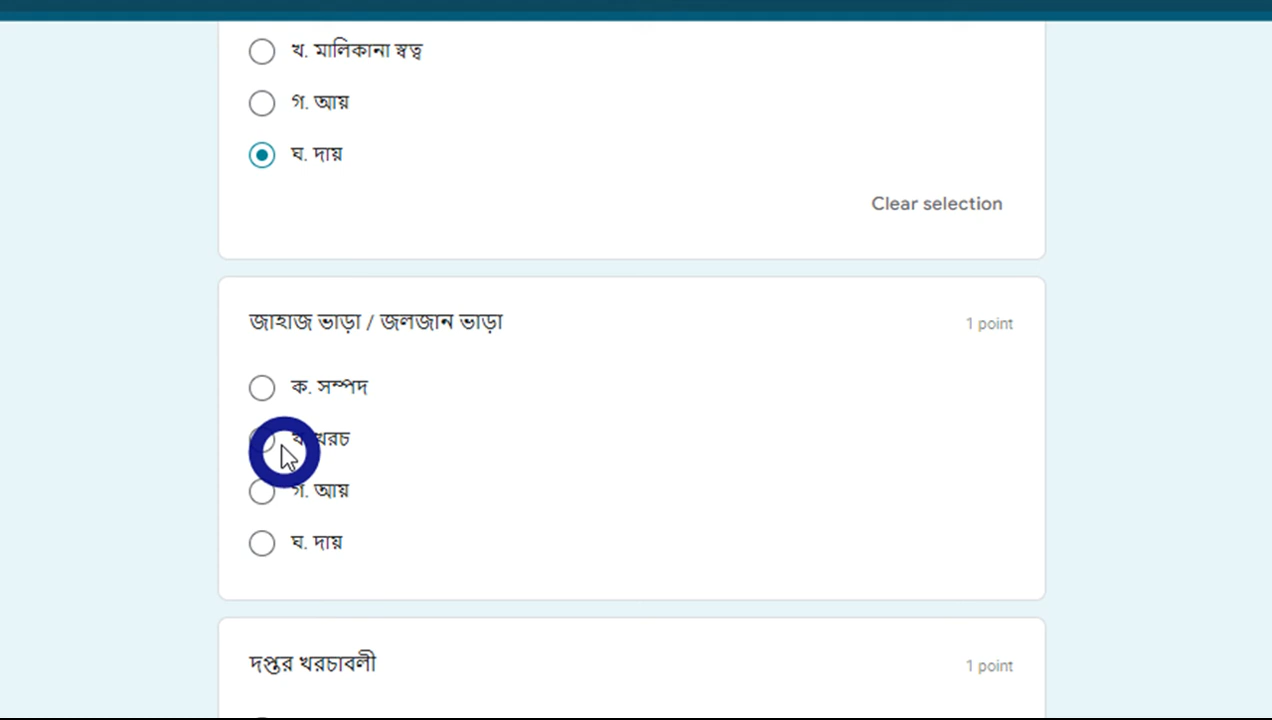 খ. মালিকানা স্বত্ব
গ. আয়
ঘ. দায়
Clear selection
জাহাজ ভাড়া / জলজান ভাড়া
1 point
ক. সম্পদ
খরচ
গ. আয়
ঘ. দায়
দপ্তর খরচাবলী
1 point